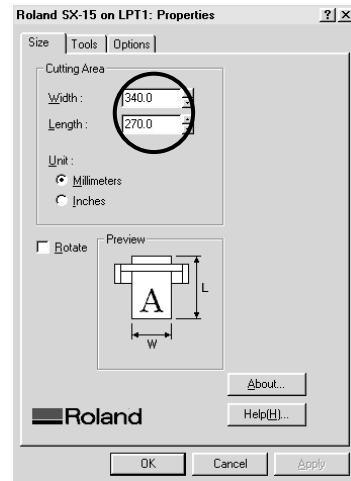 Roland SX-15 on LPT1: Properties
Size Tools Options
Cutting Area
Width : 340.0
Length : 270.0
Unit :
Millimeters
Inches
Rotate
Preview
A
L
W
About...
Roland
Help(H)...
OK Cancel Apply